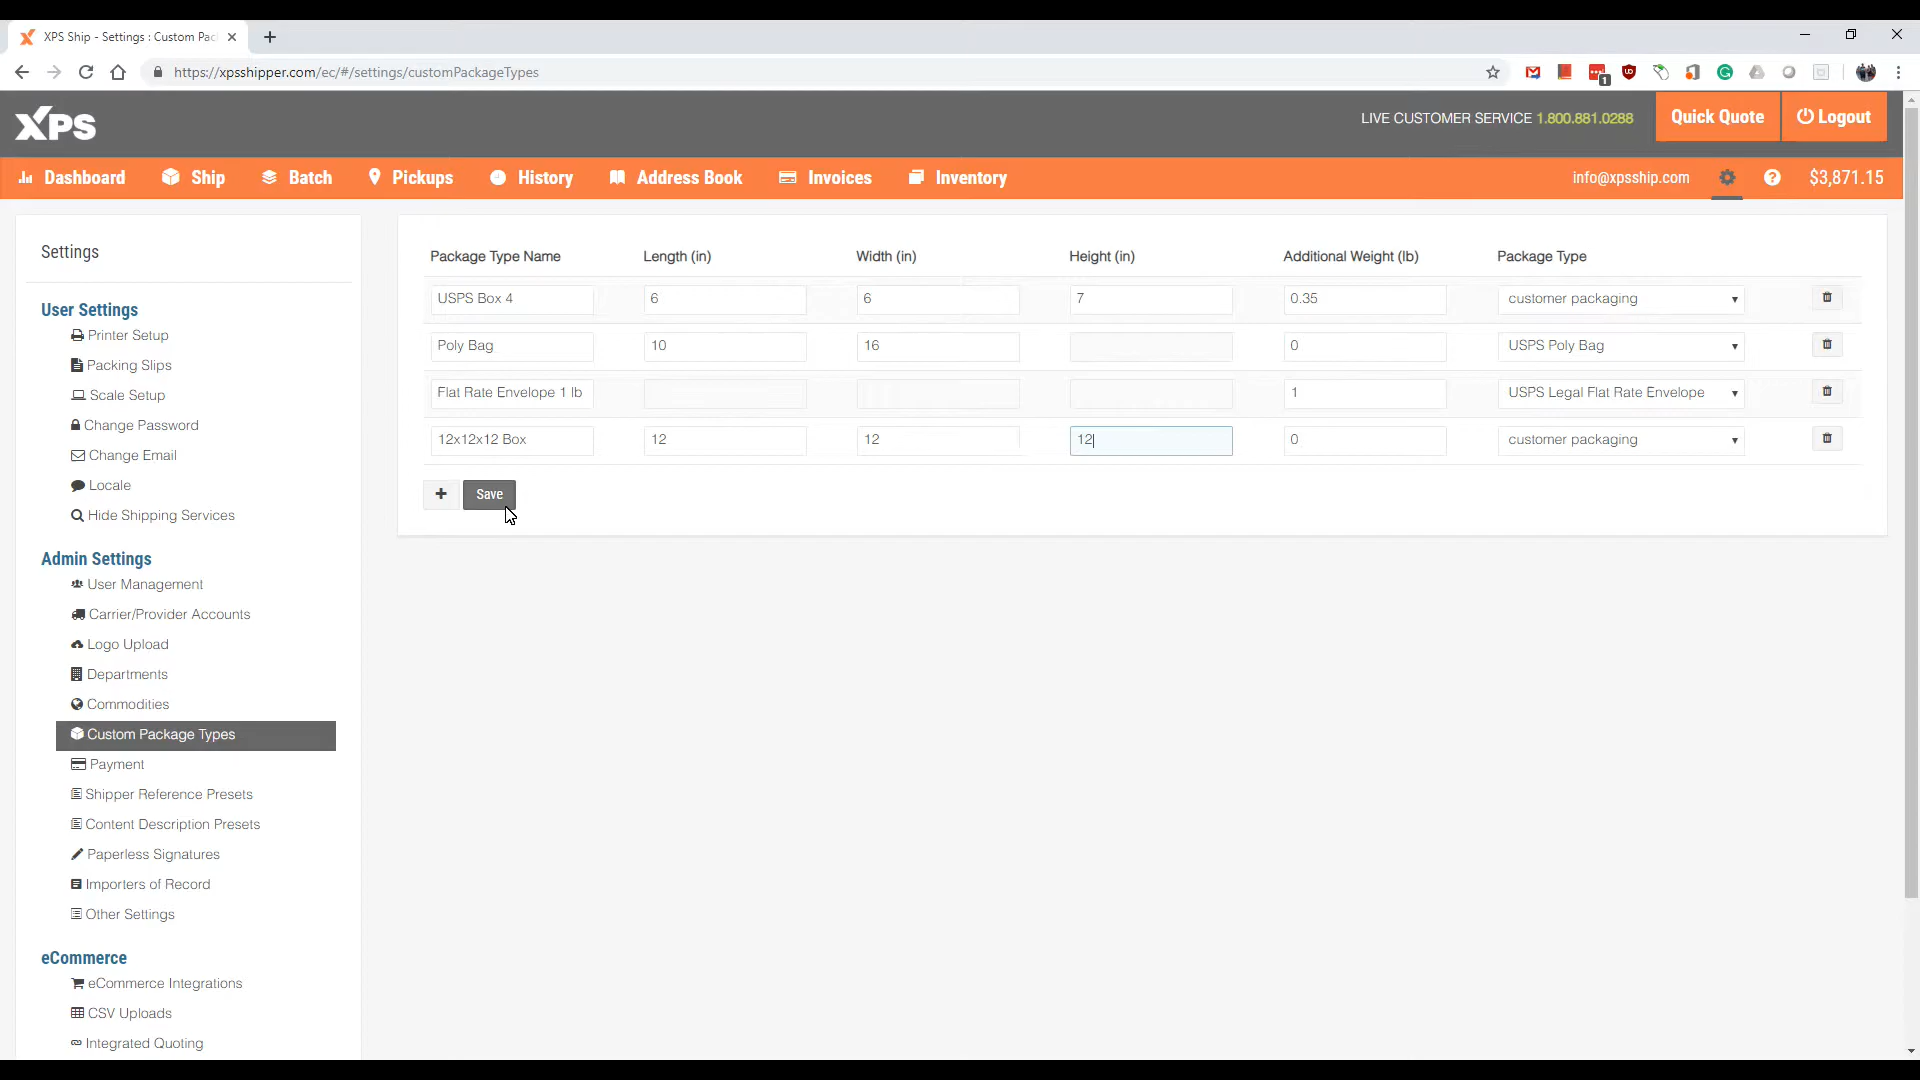 XPS Ship - Settings : Custom Pac
https://xpsshipper.com/ec/#/settings/customPackageTypes
1
XPS
LIVE CUSTOMER SERVICE 1.800.881.0288
Quick Quote
Logout
Dashboard
Ship
Batch
Pickups
History
Address Book
Invoices
Inventory
info@xpsship.com
$3,871.15
Settings
User Settings
Printer Setup
Packing Slips
Scale Setup
Change Password
Change Email
Locale
Hide Shipping Services
Admin Settings
User Management
Carrier/Provider Accounts
Logo Upload
Departments
Commodities
Custom Package Types
Payment
Shipper Reference Presets
Content Description Presets
Paperless Signatures
Importers of Record
Other Settings
eCommerce
eCommerce Integrations
CSV Uploads
Integrated Quoting
Package Type Name Length (in) Width (in) Height (in) Additional Weight (lb) Package Type
USPS Box 4 6 6 7 0.35 customer packaging
Poly Bag 10 16 0 USPS Poly Bag
Flat Rate Envelope 1 lb 1 USPS Legal Flat Rate Envelope
12x12x12 Box 12 12 12 0 customer packaging
+ Save